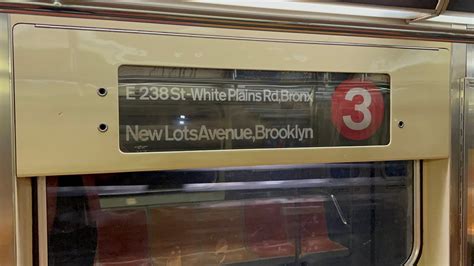 E 238 St-White Plains Rd, Bronx
3
New Lots Avenue, Brooklyn